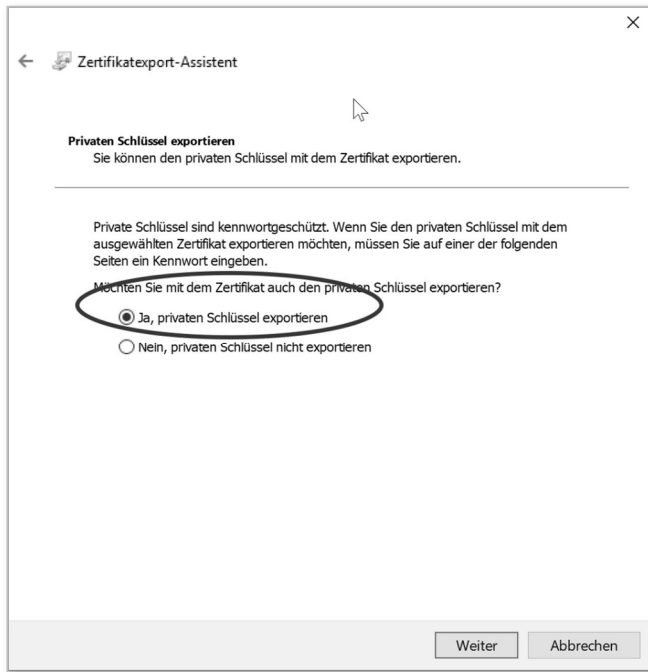 Zertifikatexport-Assistent
Privaten Schlüssel exportieren
Sie können den privaten Schlüssel mit dem Zertifikat exportieren.
Private Schlüssel sind kennwortgeschützt. Wenn Sie den privaten Schlüssel mit dem
ausgewählten Zertifikat exportieren möchten, müssen Sie auf einer der folgenden
Seiten ein Kennwort eingeben.
Möchten Sie mit dem Zertifikat auch den privaten Schlüssel exportieren?
Ja, privaten Schlüssel exportieren
Nein, privaten Schlüssel nicht exportieren
Weiter Abbrechen